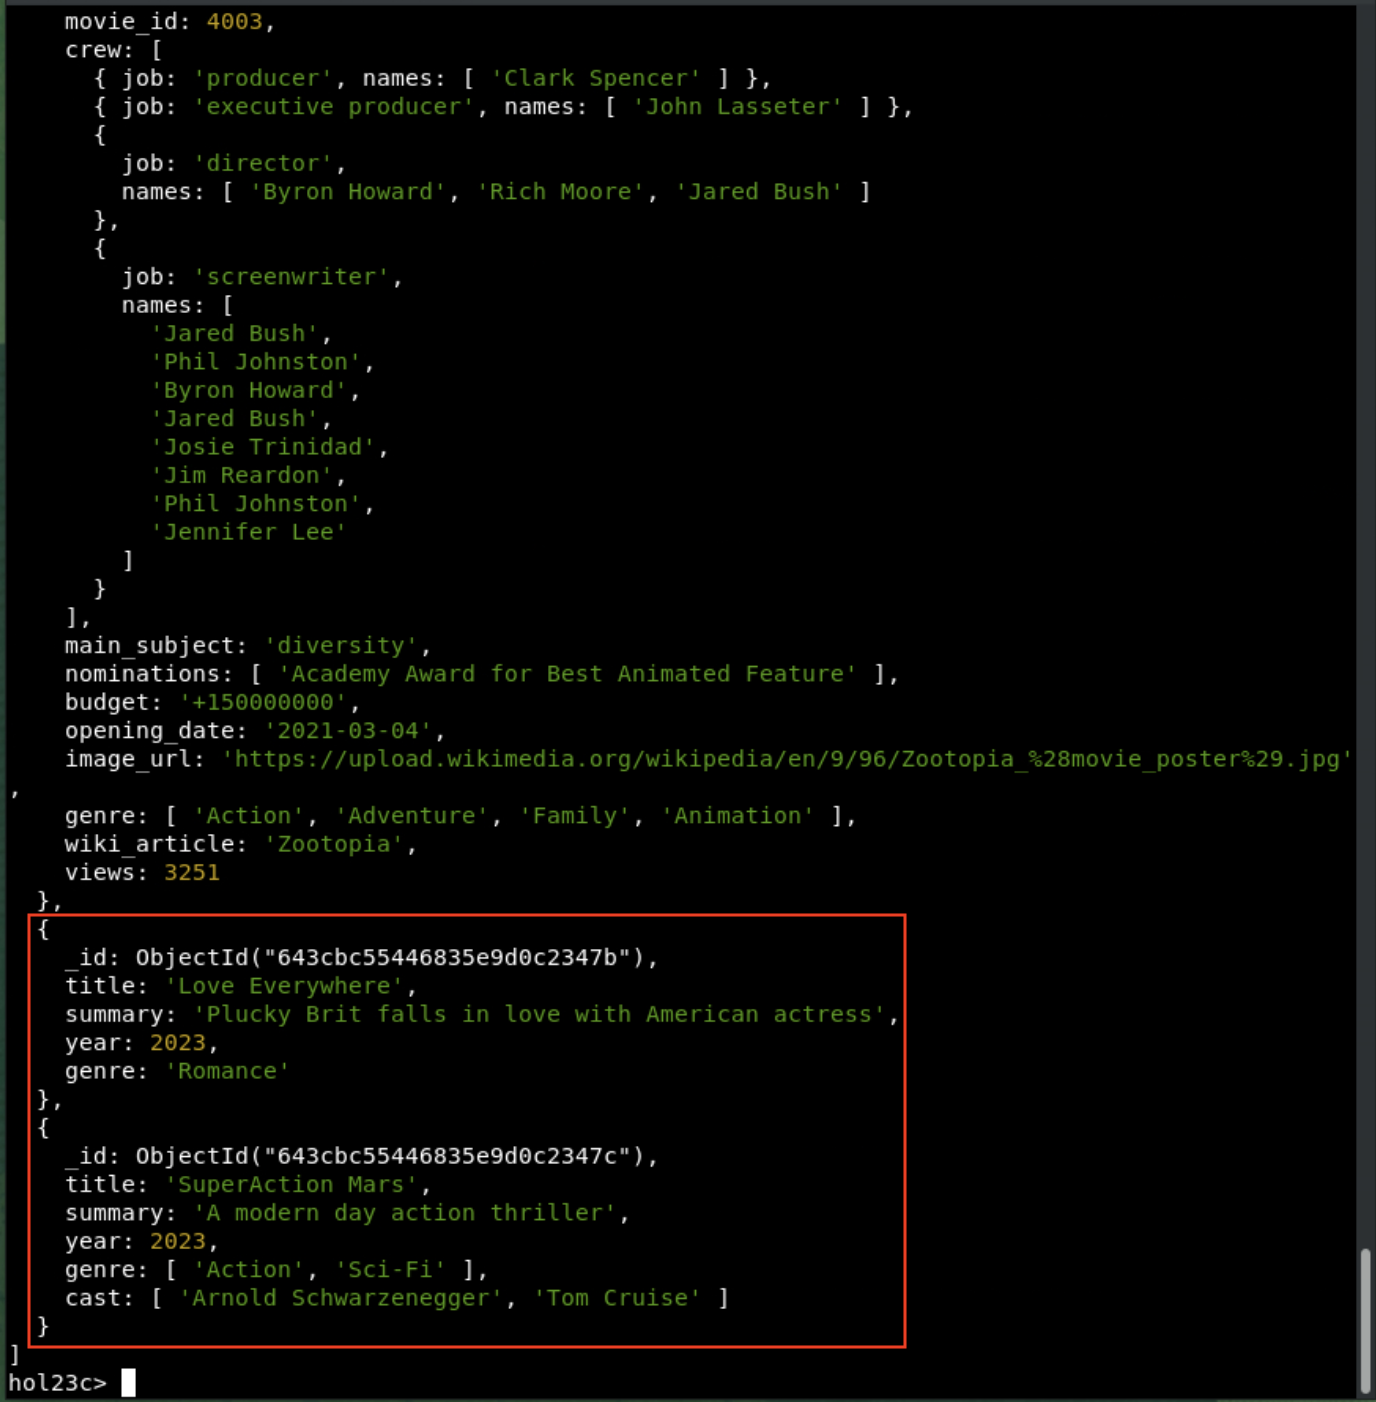 movie_id: 4003,
    crew: [
      { job: 'producer', names: [ 'Clark Spencer' ] },
      { job: 'executive producer', names: [ 'John Lasseter' ] },
      {
        job: 'director',
        names: [ 'Byron Howard', 'Rich Moore', 'Jared Bush' ]
      },
      {
        job: 'screenwriter',
        names: [
          'Jared Bush',
          'Phil Johnston',
          'Byron Howard',
          'Jared Bush',
          'Josie Trinidad',
          'Jim Reardon',
          'Phil Johnston',
          'Jennifer Lee'
        ]
      }
    ],
    main_subject: 'diversity',
    nominations: [ 'Academy Award for Best Animated Feature' ],
    budget: '+150000000',
    opening_date: '2021-03-04',
    image_url: 'https://upload.wikimedia.org/wikipedia/en/9/96/Zootopia_%28movie_poster%29.jpg'
,
    genre: [ 'Action', 'Adventure', 'Family', 'Animation' ],
    wiki_article: 'Zootopia',
    views: 3251
  },
  {
    _id: ObjectId("643cbc55446835e9d0c2347b"),
    title: 'Love Everywhere',
    summary: 'Plucky Brit falls in love with American actress',
    year: 2023,
    genre: 'Romance'
  },
  {
    _id: ObjectId("643cbc55446835e9d0c2347c"),
    title: 'SuperAction Mars',
    summary: 'A modern day action thriller',
    year: 2023,
    genre: [ 'Action', 'Sci-Fi' ],
    cast: [ 'Arnold Schwarzenegger', 'Tom Cruise' ]
  }
]
hol23c>